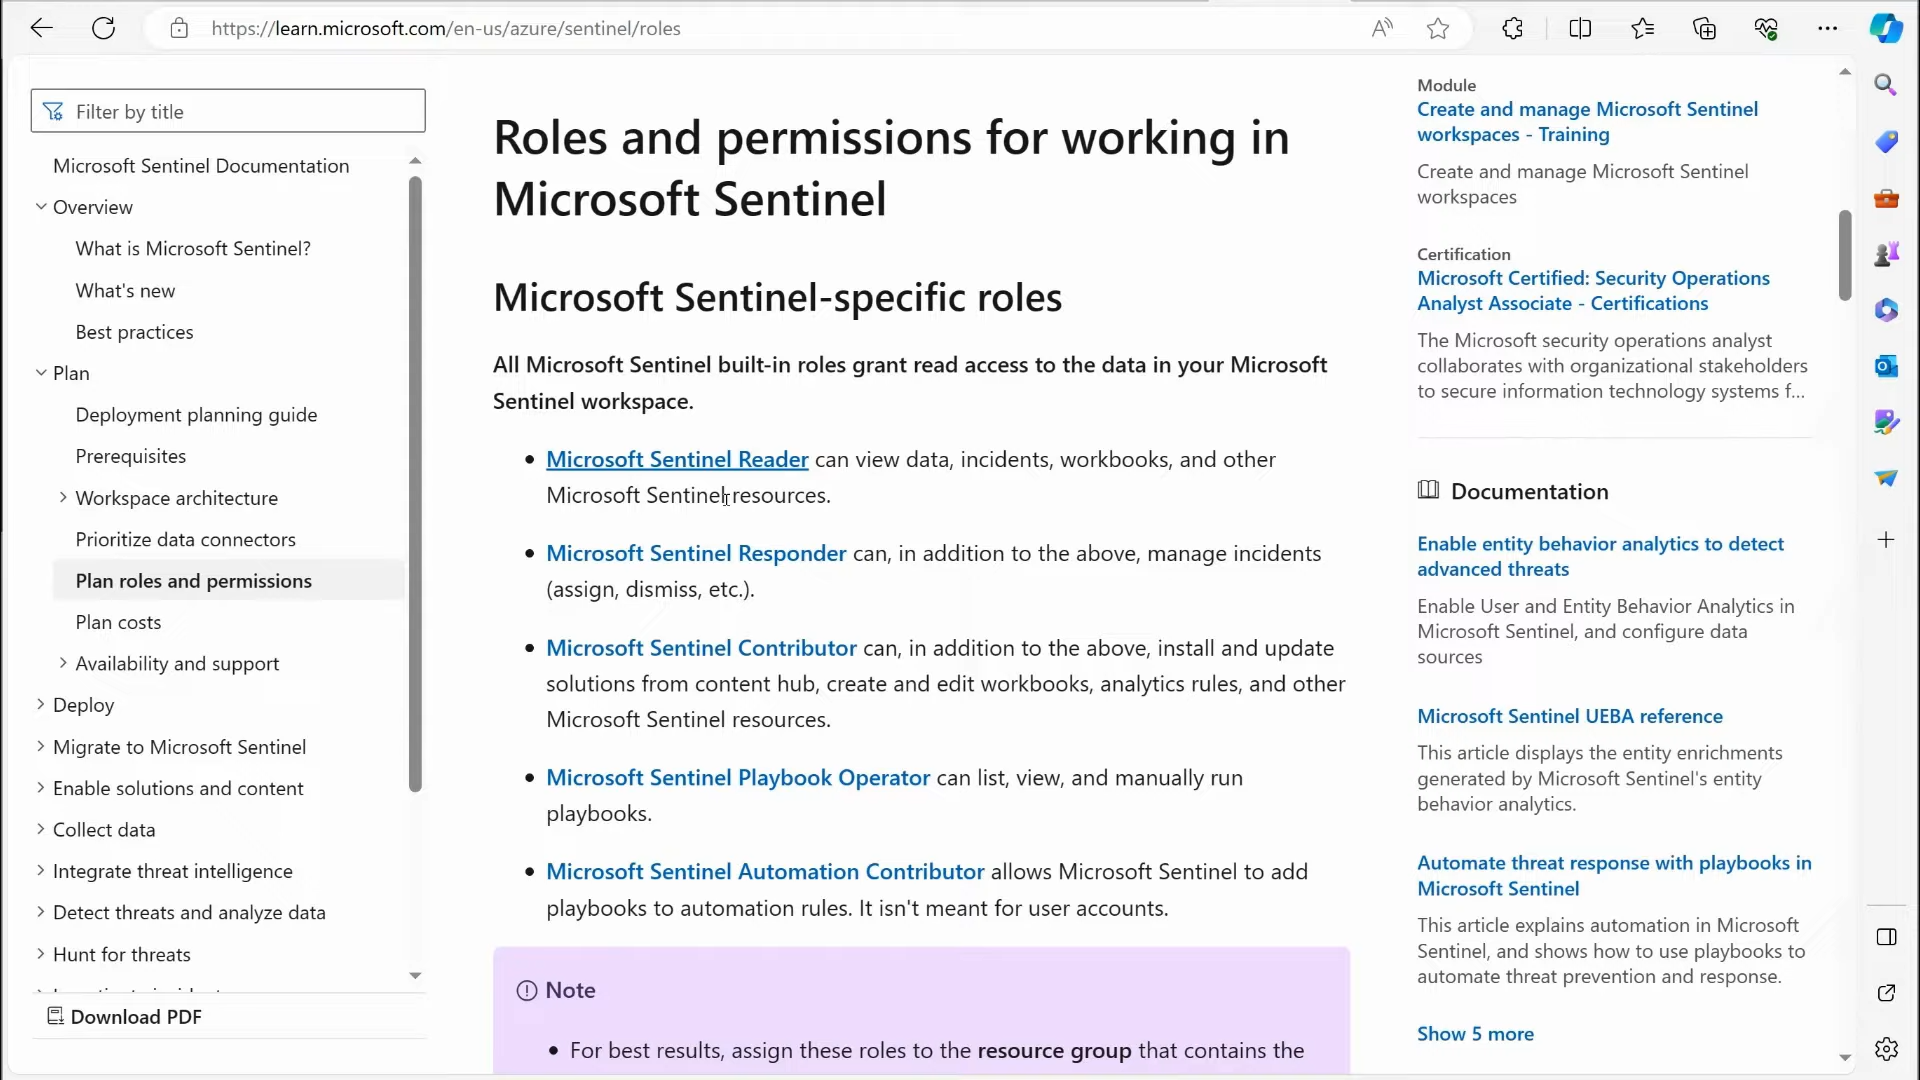 https://learn.microsoft.com/en-us/azure/sentinel/roles
Filter by title
Microsoft Sentinel Documentation
Overview
What is Microsoft Sentinel?
What's new
Best practices
Plan
Deployment planning guide
Prerequisites
Workspace architecture
Prioritize data connectors
Plan roles and permissions
Plan costs
Availability and support
Deploy
Migrate to Microsoft Sentinel
Enable solutions and content
Collect data
Integrate threat intelligence
Detect threats and analyze data
Hunt for threats
Download PDF
Roles and permissions for working in
Microsoft Sentinel
Microsoft Sentinel-specific roles
All Microsoft Sentinel built-in roles grant read access to the data in your Microsoft
Sentinel workspace.
Microsoft Sentinel Reader can view data, incidents, workbooks, and other
Microsoft Sentinel resources.
Microsoft Sentinel Responder can, in addition to the above, manage incidents
(assign, dismiss, etc.).
Microsoft Sentinel Contributor can, in addition to the above, install and update
solutions from content hub, create and edit workbooks, analytics rules, and other
Microsoft Sentinel resources.
Microsoft Sentinel Playbook Operator can list, view, and manually run
playbooks.
Microsoft Sentinel Automation Contributor allows Microsoft Sentinel to add
playbooks to automation rules. It isn't meant for user accounts.
Note
For best results, assign these roles to the resource group that contains the
Module
Create and manage Microsoft Sentinel
workspaces - Training
Create and manage Microsoft Sentinel
workspaces
Certification
Microsoft Certified: Security Operations
Analyst Associate - Certifications
The Microsoft security operations analyst
collaborates with organizational stakeholders
to secure information technology systems f...
Documentation
Enable entity behavior analytics to detect
advanced threats
Enable User and Entity Behavior Analytics in
Microsoft Sentinel, and configure data
sources
Microsoft Sentinel UEBA reference
This article displays the entity enrichments
generated by Microsoft Sentinel's entity
behavior analytics.
Automate threat response with playbooks in
Microsoft Sentinel
This article explains automation in Microsoft
Sentinel, and shows how to use playbooks to
automate threat prevention and response.
Show 5 more